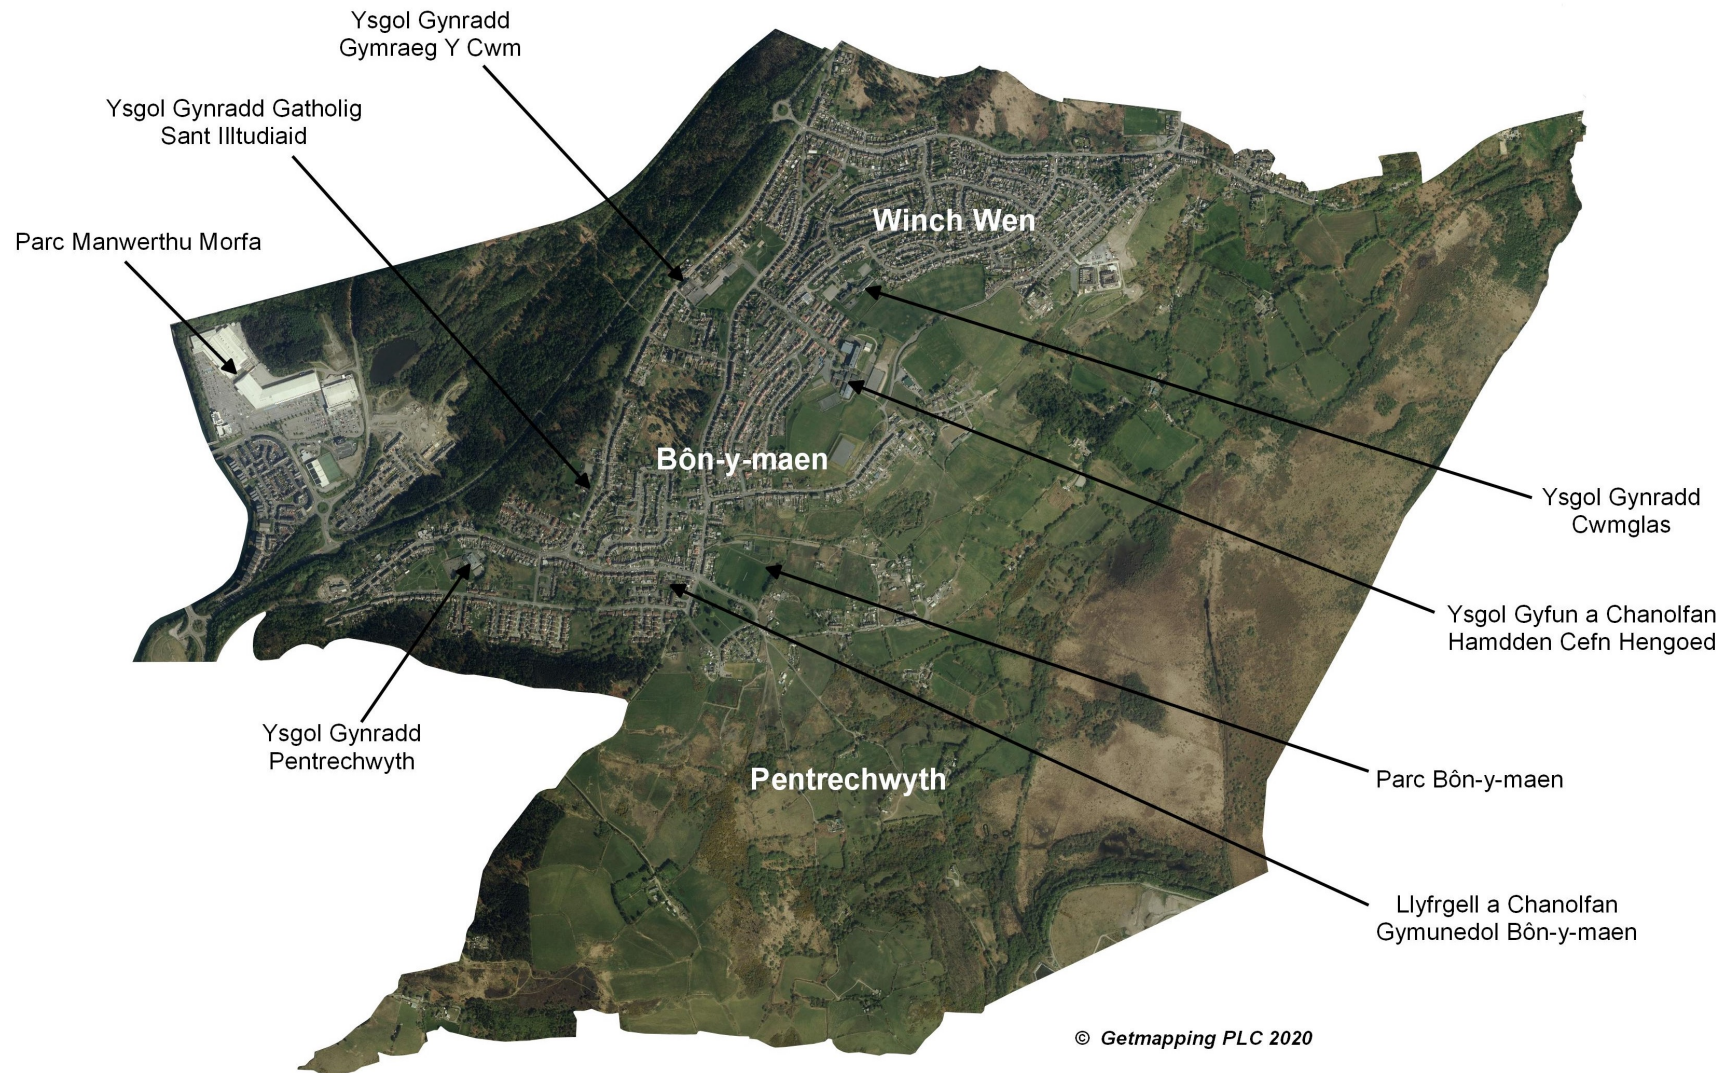 Ysgol Gynradd
Gymraeg Y Cwm
Ysgol Gynradd Gatholig
Sant Illtudiaid
Parc Manwerthu Morfa
Winch Wen
Bôn-y-maen
Ysgol Gynradd
Cwmglas
Ysgol Gyfun a Chanolfan
Hamdden Cefn Hengoed
Ysgol Gynradd
Pentrechwyth
Pentrechwyth
Parc Bôn-y-maen
Llyfrgell a Chanolfan
Gymunedol Bôn-y-maen
© Getmapping PLC 2020